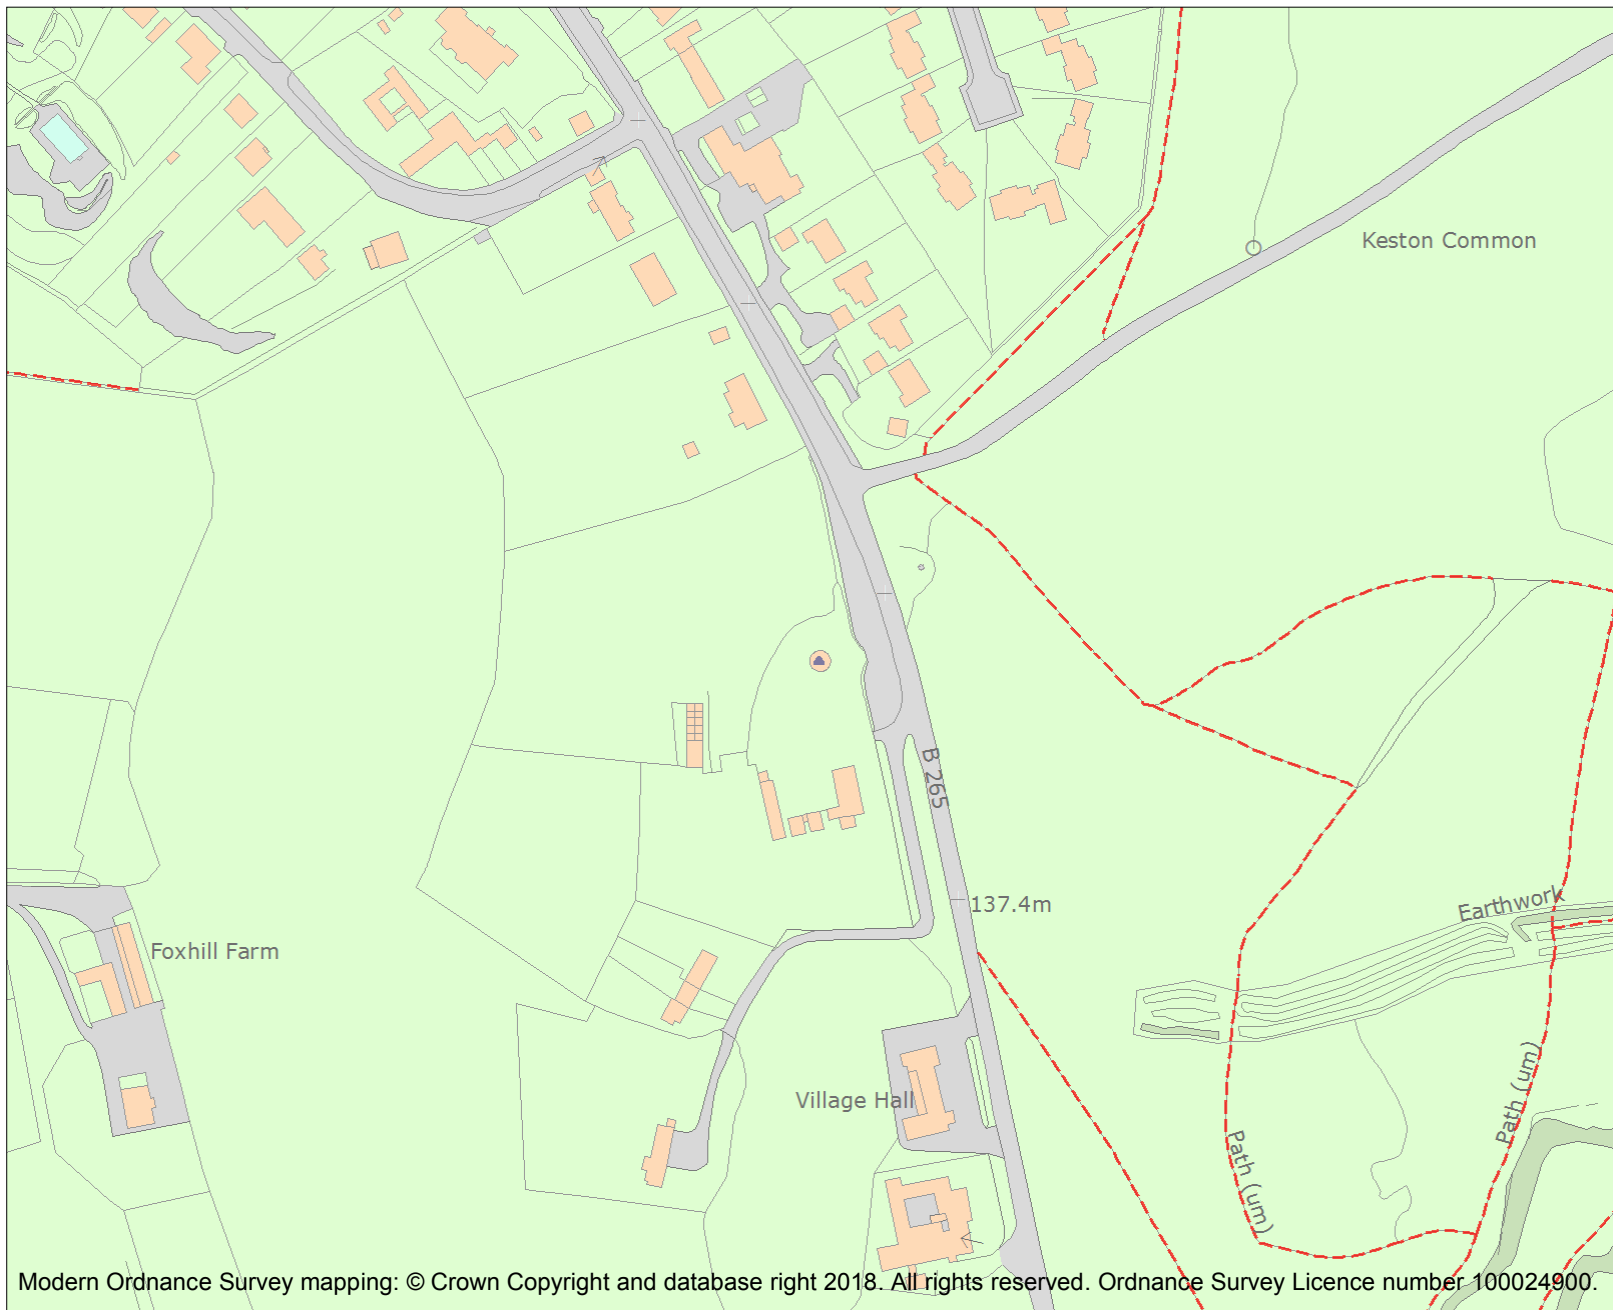 Keston Common
B 265
137.4m
Earthwork
Foxhill Farm
Village Hall
Path (um)
Path (um)
Modern Ordnance Survey mapping: © Crown Copyright and database right 2018. All rights reserved. Ordnance Survey Licence number 100024900.